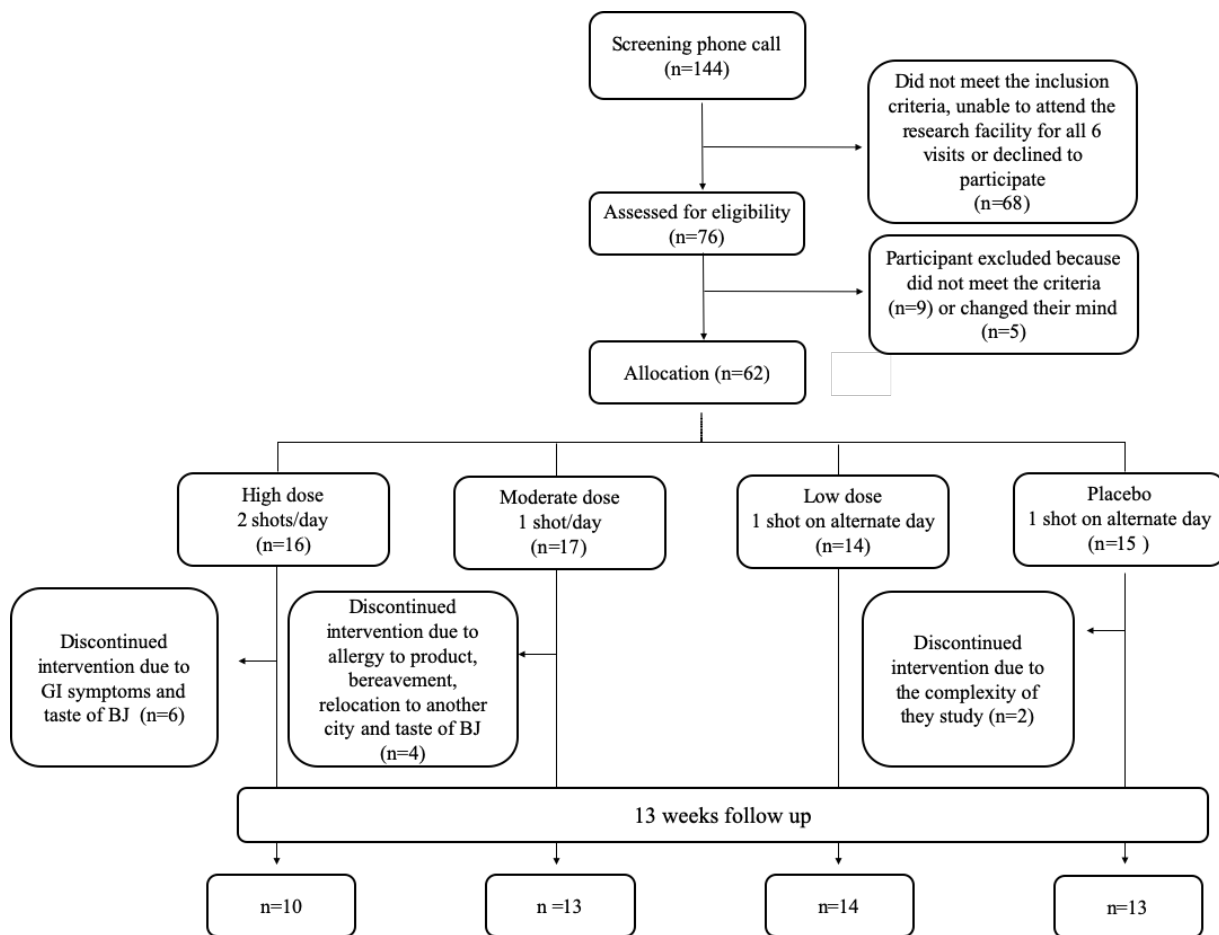 Screening phone call
(n=144)
Did not meet the inclusion
criteria, unable to attend the
research facility for all 6
visits or declined to
participate
(n=68)
Assessed for eligibility
(n=76)
Participant excluded because
did not meet the criteria
(n=9) or changed their mind
(n=5)
Allocation (n=62)
High dose
2 shots/day
(n=16)
Moderate dose
1 shot/day
(n=17)
Low dose
1 shot on alternate day
(n=14)
Placebo
1 shot on alternate day
(n=15 )
Discontinued
intervention due to
GI symptoms and
taste of BJ (n=6)
Discontinued
intervention due to
allergy to product,
bereavement,
relocation to another
city and taste of BJ
(n=4)
Discontinued
intervention due to
the complexity of
they study (n=2)
13 weeks follow up
n=10
n =13
n=14
n=13